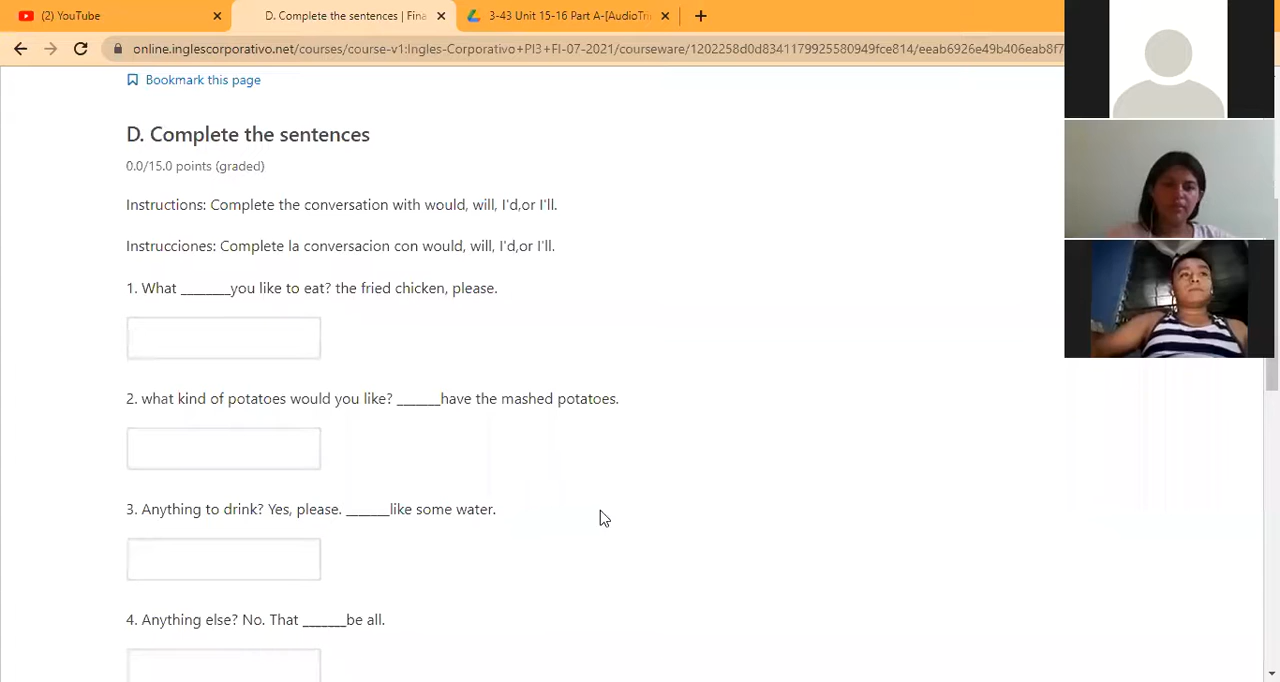 (2) YouTube
D. Complete the sentences | Fina
3-43 Unit 15-16 Part A-[AudioTri
online.inglescorporativo.net/courses/course-v1:Ingles-Corporativo+PI3+FI-07-2021/courseware/1202258d0d8341179925580949fce814/eeab6926e49b406eab8f7
Bookmark this page
D. Complete the sentences
0.0/15.0 points (graded)
Instructions: Complete the conversation with would, will, I'd,or I'll.
Instrucciones: Complete la conversacion con would, will, I'd,or I'll.
1. What _______you like to eat? the fried chicken, please.
2. what kind of potatoes would you like? ______have the mashed potatoes.
3. Anything to drink? Yes, please. ______like some water.
4. Anything else? No. That ______be all.